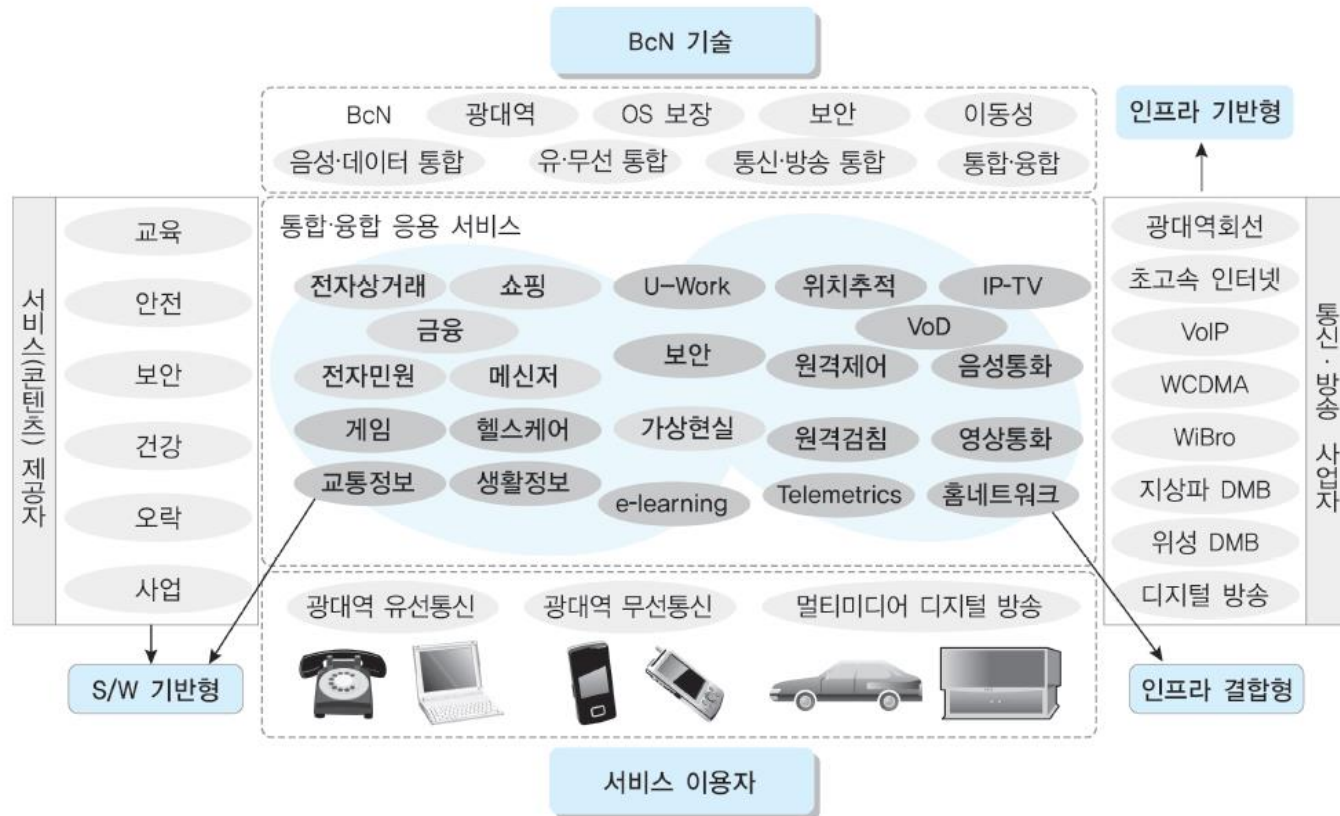 BcN 기술
BcN 광대역 OS 보장 보안 이동성
음성·데이터 통합 유·무선 통합 통신·방송 통합 통합·융합
인프라 기반형
서비스(콘텐츠) 제공자
교육
안전
보안
건강
오락
사업
통합·융합 응용 서비스
전자상거래 쇼핑 U-Work 위치추적 IP-TV
금융 VoD
보안
전자민원 메신저 원격제어 음성통화
게임 헬스케어 가상현실 원격검침 영상통화
교통정보 생활정보 e-learning Telemetrics 홈네트워크
광대역회선
초고속 인터넷
VoIP
WCDMA
WiBro
지상파 DMB
위성 DMB
디지털 방송
통신·방송 사업자
광대역 유선통신 광대역 무선통신 멀티미디어 디지털 방송
S/W 기반형
인프라 결합형
서비스 이용자